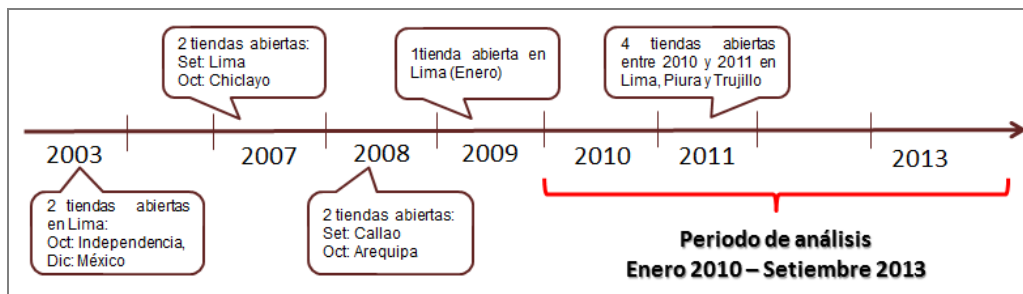 2 tiendas abiertas:
Set: Lima
Oct: Chiclayo
1tienda abierta en
Lima (Enero)
4 tiendas abiertas
entre 2010 y 2011 en
Lima, Piura y Trujillo
2003
2007
2008
2009
2010
2011
2013
2 tiendas abiertas
en Lima:
Oct: Independencia,
Dic: México
2 tiendas abiertas:
Set: Callao
Oct: Arequipa
Periodo de análisis
Enero 2010 – Setiembre 2013